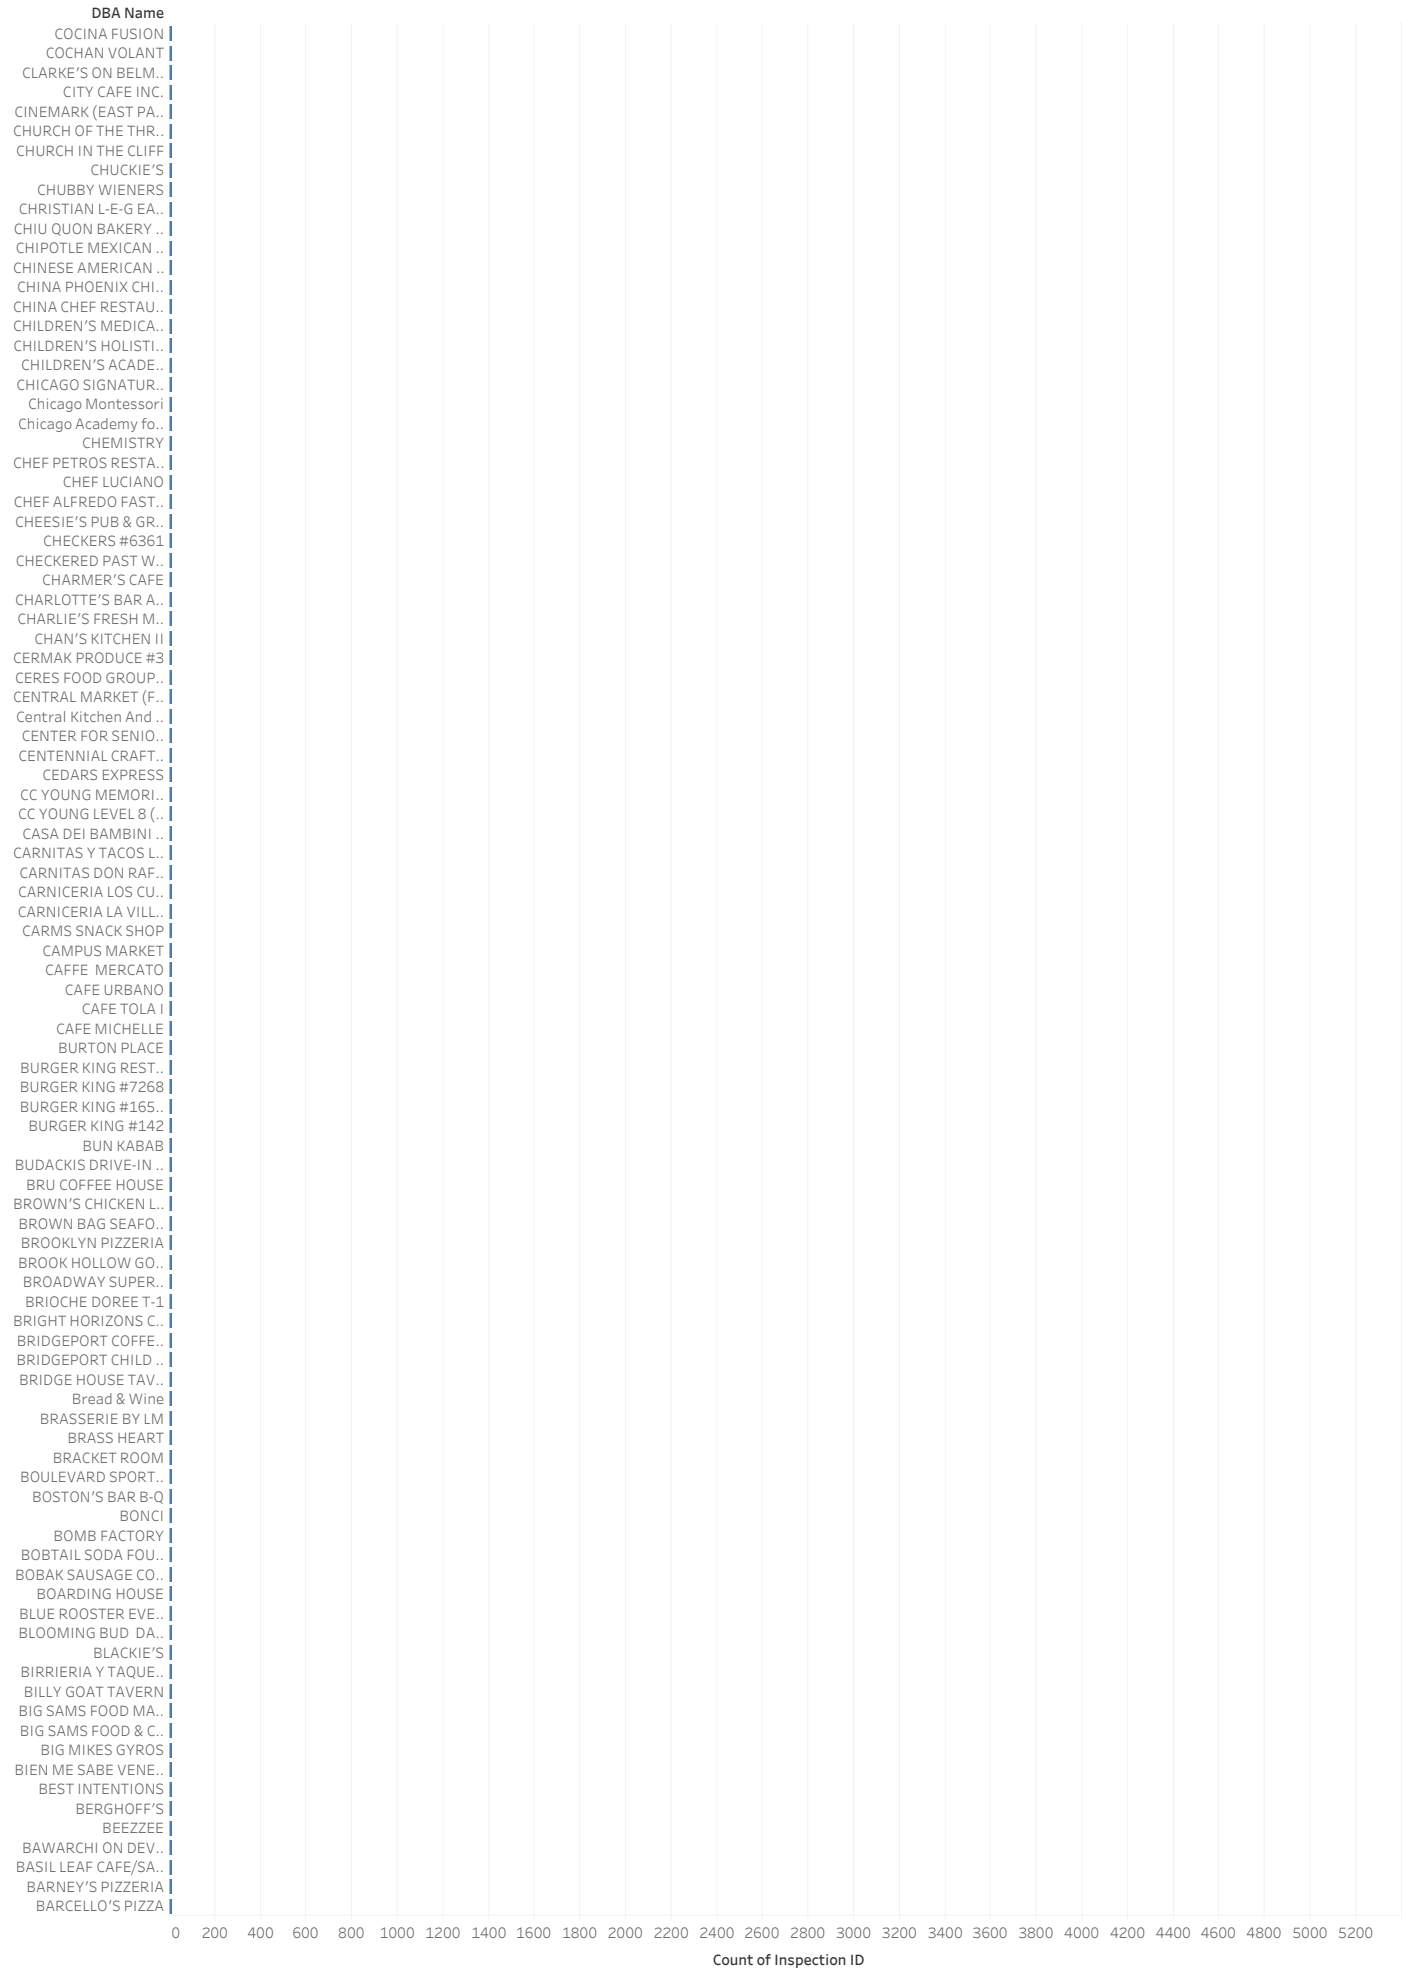 DBA Name
COCINA FUSION
COCHAN VOLANT
CLARKE'S ON BELM..
CITY CAFE INC.
CINEMARK (EAST PA..
CHURCH OF THE THR..
CHURCH IN THE CLIFF
CHUCKIE'S
CHUBBY WIENERS
CHRISTIAN L-E-G EA..
CHIU QUON BAKERY ..
CHIPOTLE MEXICAN ..
CHINESE AMERICAN ..
CHINA PHOENIX CHI..
CHINA CHEF RESTAU..
CHILDREN'S MEDICA..
CHILDREN'S HOLISTI..
CHILDREN'S ACADE..
CHICAGO SIGNATUR..
Chicago Montessori
Chicago Academy fo..
CHEMISTRY
CHEF PETROS RESTA..
CHEF LUCIANO
CHEF ALFREDO FAST..
CHEESIE'S PUB & GR..
CHECKERS #6361
CHECKERED PAST W..
CHARMER'S CAFE
CHARLOTTE'S BAR A..
CHARLIE'S FRESH M..
CHAN'S KITCHEN II
CERMAK PRODUCE #3
CERES FOOD GROUP..
CENTRAL MARKET (F..
Central Kitchen And ..
CENTER FOR SENIO..
CENTENNIAL CRAFT..
CEDARS EXPRESS
CC YOUNG MEMORI..
CC YOUNG LEVEL 8 (..
CASA DEI BAMBINI ..
CARNITAS Y TACOS L..
CARNITAS DON RAF..
CARNICERIA LOS CU..
CARNICERIA LA VILL..
CARMS SNACK SHOP
CAMPUS MARKET
CAFFE  MERCATO
CAFE URBANO
CAFE TOLA I
CAFE MICHELLE
BURTON PLACE
BURGER KING REST..
BURGER KING #7268
BURGER KING #165..
BURGER KING #142
BUN KABAB
BUDACKIS DRIVE-IN ..
BRU COFFEE HOUSE
BROWN'S CHICKEN L..
BROWN BAG SEAFO..
BROOKLYN PIZZERIA
BROOK HOLLOW GO..
BROADWAY SUPER..
BRIOCHE DOREE T-1
BRIGHT HORIZONS C..
BRIDGEPORT COFFE..
BRIDGEPORT CHILD ..
BRIDGE HOUSE TAV..
Bread & Wine
BRASSERIE BY LM
BRASS HEART
BRACKET ROOM
BOULEVARD SPORT..
BOSTON'S BAR B-Q
BONCI
BOMB FACTORY
BOBTAIL SODA FOU..
BOBAK SAUSAGE CO..
BOARDING HOUSE
BLUE ROOSTER EVE..
BLOOMING BUD  DA..
BLACKIE'S
BIRRIERIA Y TAQUE..
BILLY GOAT TAVERN
BIG SAMS FOOD MA..
BIG SAMS FOOD & C..
BIG MIKES GYROS
BIEN ME SABE VENE..
BEST INTENTIONS
BERGHOFF'S
BEEZZEE
BAWARCHI ON DEV..
BASIL LEAF CAFE/SA..
BARNEY'S PIZZERIA
BARCELLO'S PIZZA
0 200 400 600 800 1000 1200 1400 1600 1800 2000 2200 2400 2600 2800 3000 3200 3400 3600 3800 4000 4200 4400 4600 4800 5000 5200
Count of Inspection ID